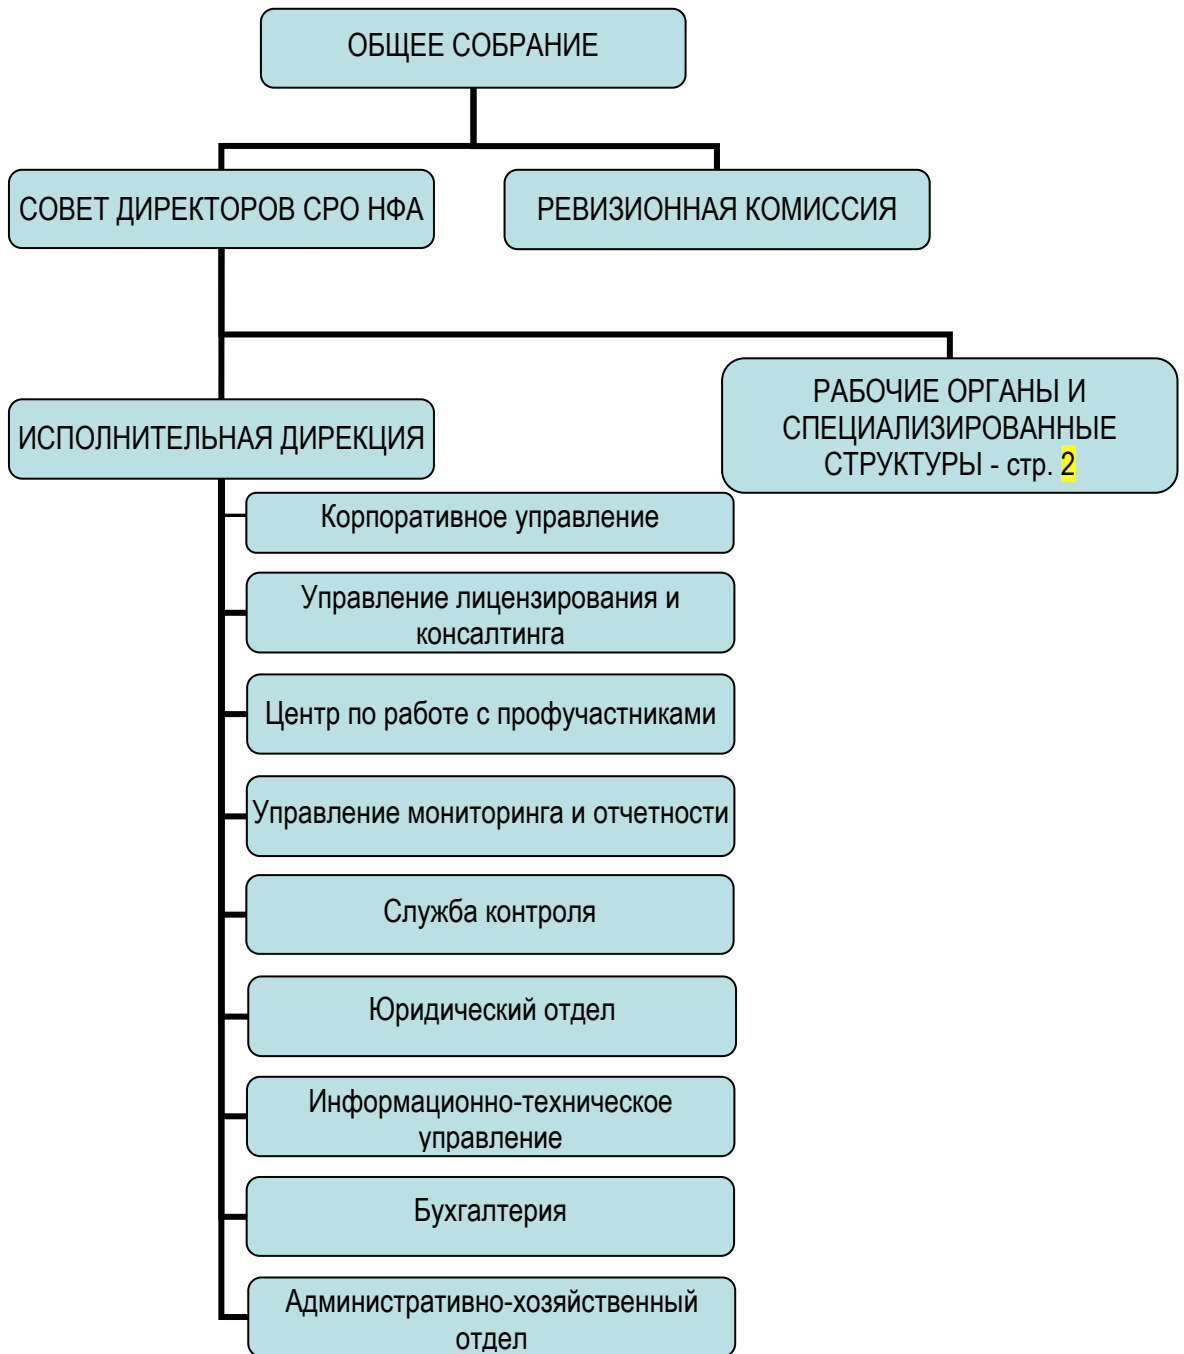 ОБЩЕЕ СОБРАНИЕ
СОВЕТ ДИРЕКТОРОВ СРО НФА
РЕВИЗИОННАЯ КОМИССИЯ
ИСПОЛНИТЕЛЬНАЯ ДИРЕКЦИЯ
РАБОЧИЕ ОРГАНЫ И
СПЕЦИАЛИЗИРОВАННЫЕ
СТРУКТУРЫ - стр. 2
Корпоративное управление
Управление лицензирования и
консалтинга
Центр по работе с профучастниками
Управление мониторинга и отчетности
Служба контроля
Юридический отдел
Информационно-техническое
управление
Бухгалтерия
Административно-хозяйственный
отдел